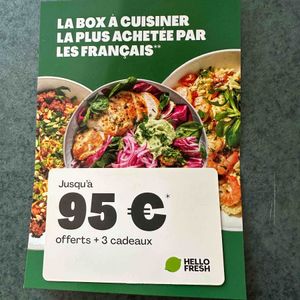 LA BOX À CUISINER
LA PLUS ACHETÉE PAR
LES FRANÇAIS**
Jusqu'à
95 €*
offerts + 3 cadeaux
HELLO
FRESH